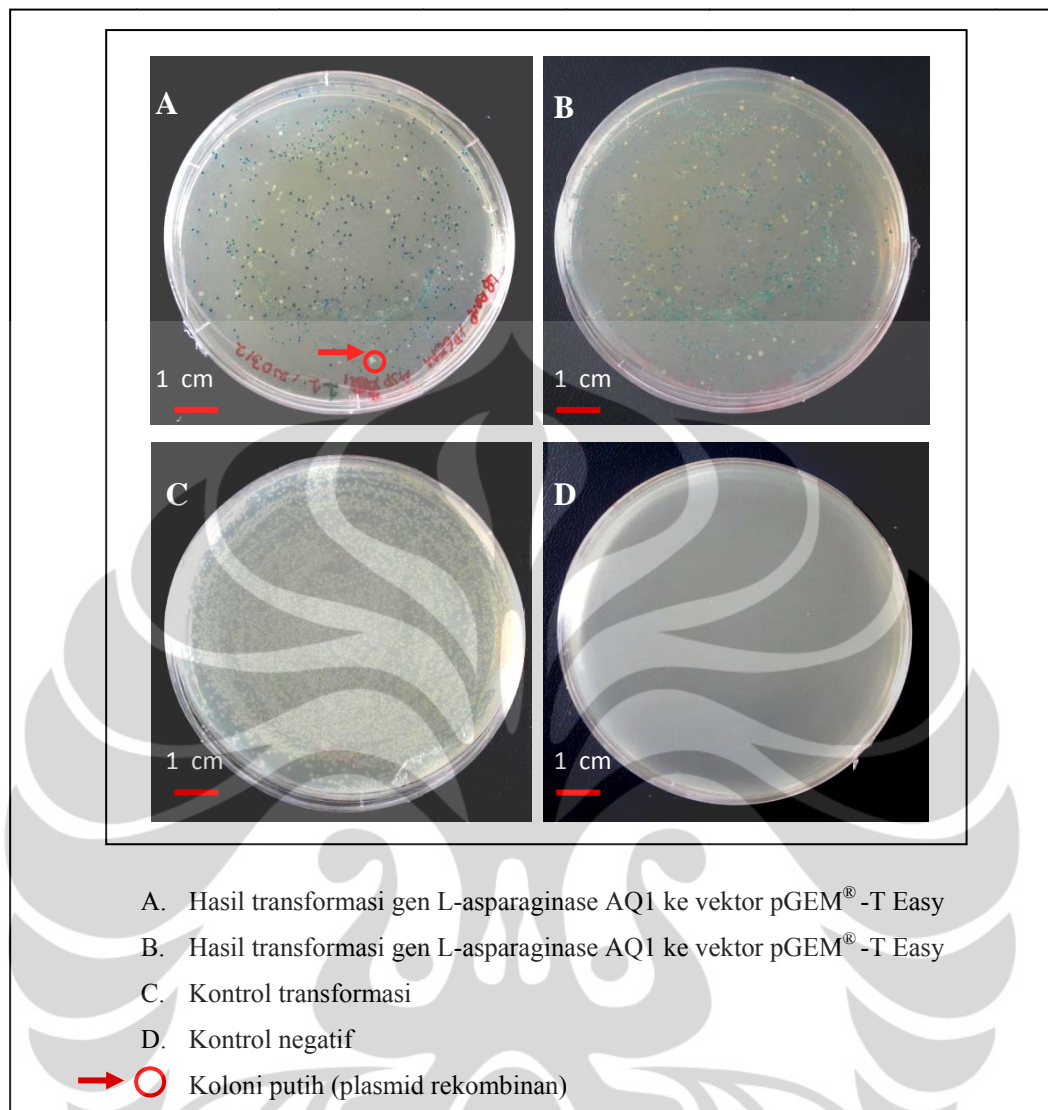 A
B
1 cm
1 cm
C
D
1 cm
1 cm
A. Hasil transformasi gen L-asparaginase AQ1 ke vektor pGEM®-T Easy
B. Hasil transformasi gen L-asparaginase AQ1 ke vektor pGEM®-T Easy
C. Kontrol transformasi
D. Kontrol negatif
Koloni putih (plasmid rekombinan)